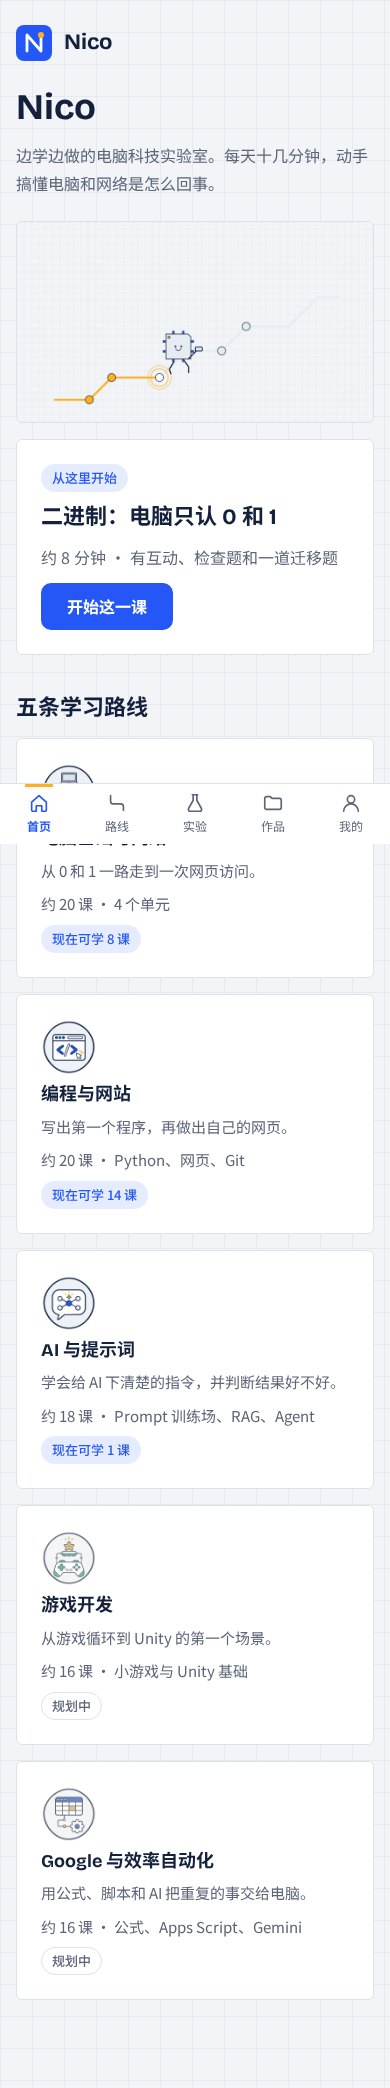 Nico
Nico
边学边做的电脑科技实验室。每天十几分钟，动手
搞懂电脑和网络是怎么回事。
从这里开始
二进制：电脑只认 0 和 1
约 8 分钟 · 有互动、检查题和一道迁移题
开始这一课
五条学习路线
首页
路线
实验
作品
我的
从 0 和 1 一路走到一次网页访问。
约 20 课 · 4 个单元
现在可学 8 课
编程与网站
写出第一个程序，再做出自己的网页。
约 20 课 · Python、网页、Git
现在可学 14 课
AI 与提示词
学会给 AI 下清楚的指令，并判断结果好不好。
约 18 课 · Prompt 训练场、RAG、Agent
现在可学 1 课
游戏开发
从游戏循环到 Unity 的第一个场景。
约 16 课 · 小游戏与 Unity 基础
规划中
Google 与效率自动化
用公式、脚本和 AI 把重复的事交给电脑。
约 16 课 · 公式、Apps Script、Gemini
规划中